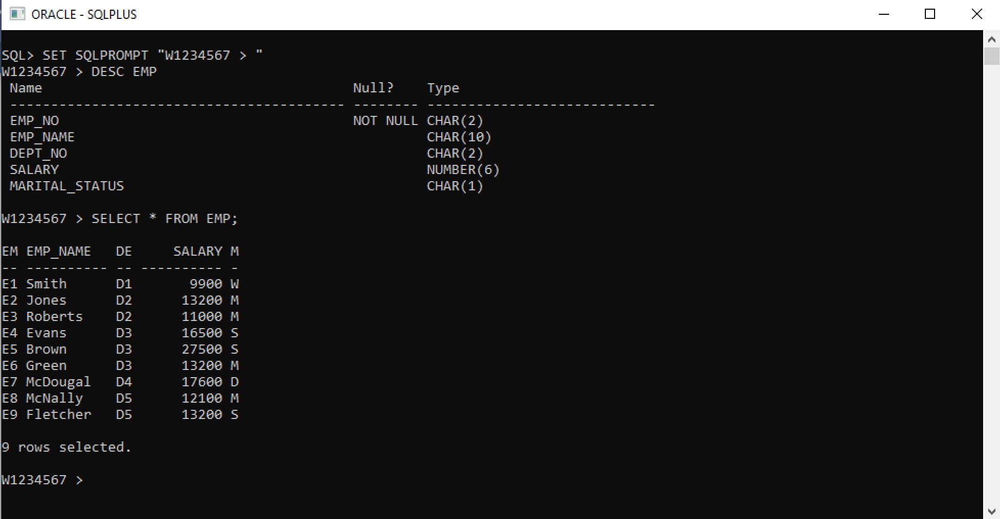 ORACLE - SQLPLUS
SQL> SET SQLPROMPT "W1234567 > "
W1234567 > DESC EMP
 Name                                      Null?    Type
 ----------------------------------------- -------- ----------------------------
 EMP_NO                                    NOT NULL CHAR(2)
 EMP_NAME                                           CHAR(10)
 DEPT_NO                                            CHAR(2)
 SALARY                                             NUMBER(6)
 MARITAL_STATUS                                     CHAR(1)
W1234567 > SELECT * FROM EMP;
EM EMP_NAME   DE     SALARY M
-- ---------- -- ---------- -
E1 Smith      D1       9900 W
E2 Jones      D2      13200 M
E3 Roberts    D2      11000 M
E4 Evans      D3      16500 S
E5 Brown      D3      27500 S
E6 Green      D3      13200 M
E7 McDougal   D4      17600 D
E8 McNally    D5      12100 M
E9 Fletcher   D5      13200 S
9 rows selected.
W1234567 >